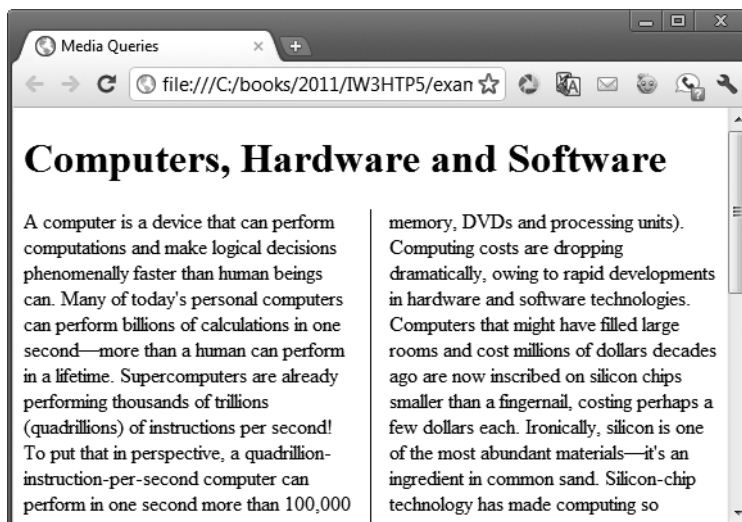 Media Queries
file:///C:/books/2011/IW3HTP5/exan
Computers, Hardware and Software
A computer is a device that can perform
computations and make logical decisions
phenomenally faster than human beings
can. Many of today's personal computers
can perform billions of calculations in one
second—more than a human can perform
in a lifetime. Supercomputers are already
performing thousands of trillions
(quadrillions) of instructions per second!
To put that in perspective, a quadrillion-
instruction-per-second computer can
perform in one second more than 100,000
memory, DVDs and processing units).
Computing costs are dropping
dramatically, owing to rapid developments
in hardware and software technologies.
Computers that might have filled large
rooms and cost millions of dollars decades
ago are now inscribed on silicon chips
smaller than a fingernail, costing perhaps a
few dollars each. Ironically, silicon is one
of the most abundant materials—it's an
ingredient in common sand. Silicon-chip
technology has made computing so